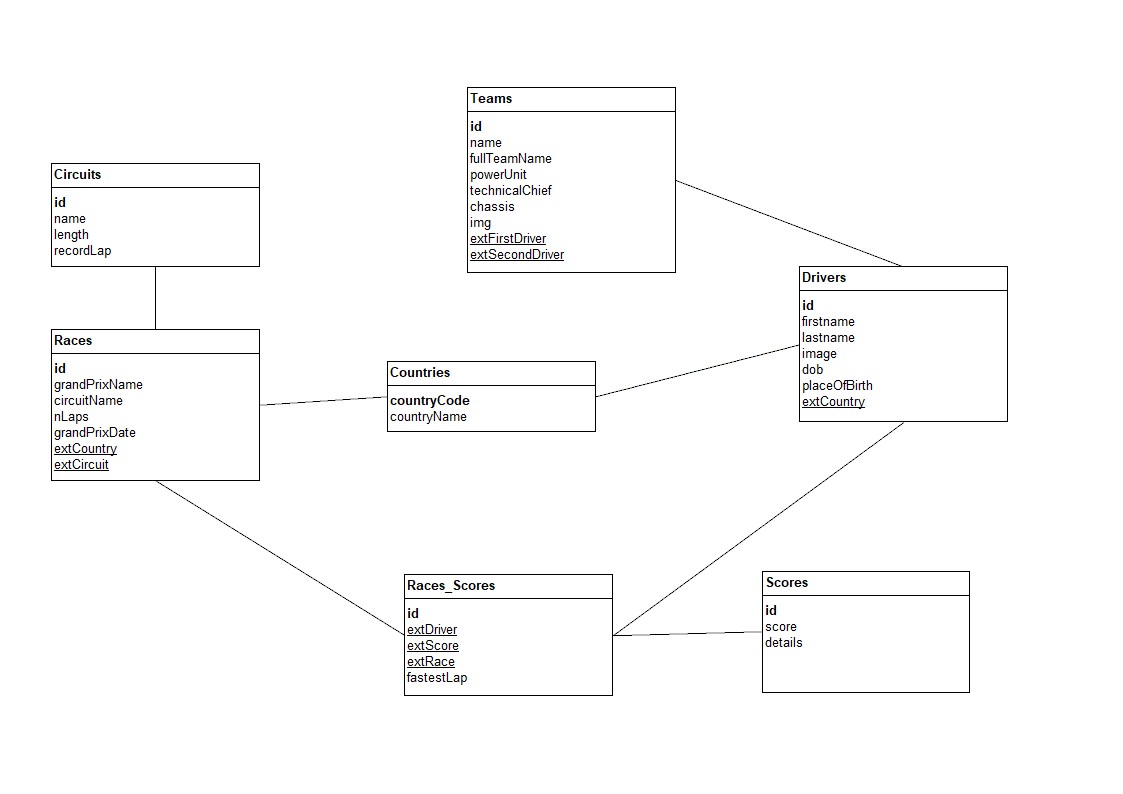 Teams
id
name
fullTeamName
powerUnit
technicalChief
chassis
img
extFirstDriver
extSecondDriver
Circuits
id
name
length
recordLap
Drivers
id
firstname
lastname
image
dob
placeOfBirth
extCountry
Races
id
grandPrixName
circuitName
nLaps
grandPrixDate
extCountry
extCircuit
Countries
countryCode
countryName
Races_Scores
id
extDriver
extScore
extRace
fastestLap
Scores
id
score
details